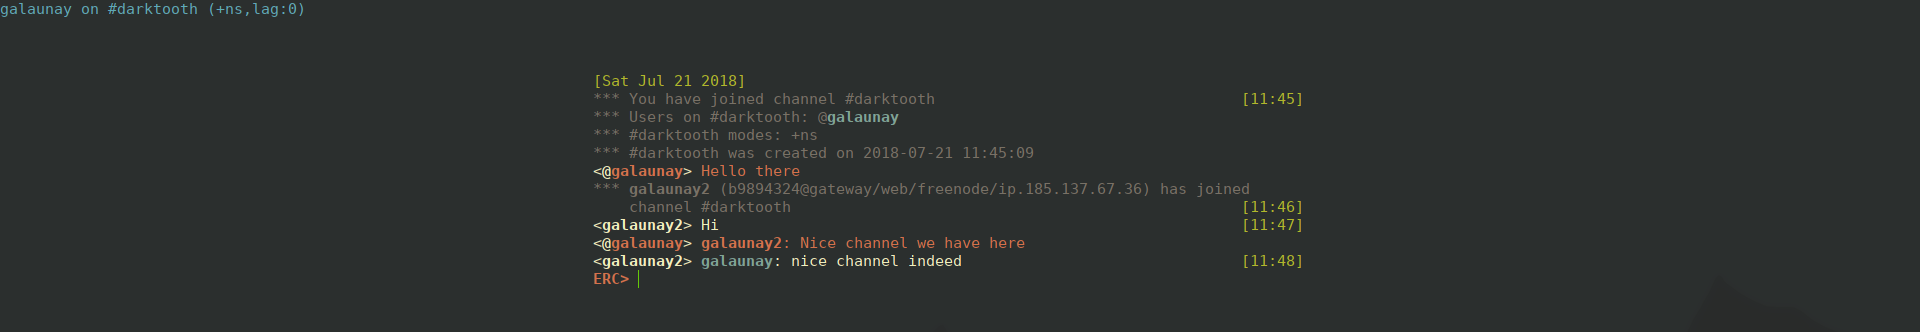 galaunay on #darktooth (+ns,lag:0)
[Sat Jul 21 2018]
*** You have joined channel #darktooth [11:45]
*** Users on #darktooth: @galaunay
*** #darktooth modes: +ns
*** #darktooth was created on 2018-07-21 11:45:09
<@galaunay> Hello there
*** galaunay2 (b9894324@gateway/web/freenode/ip.185.137.67.36) has joined
channel #darktooth [11:46]
<galaunay2> Hi [11:47]
<@galaunay> galaunay2: Nice channel we have here
<galaunay2> galaunay: nice channel indeed [11:48]
ERC>